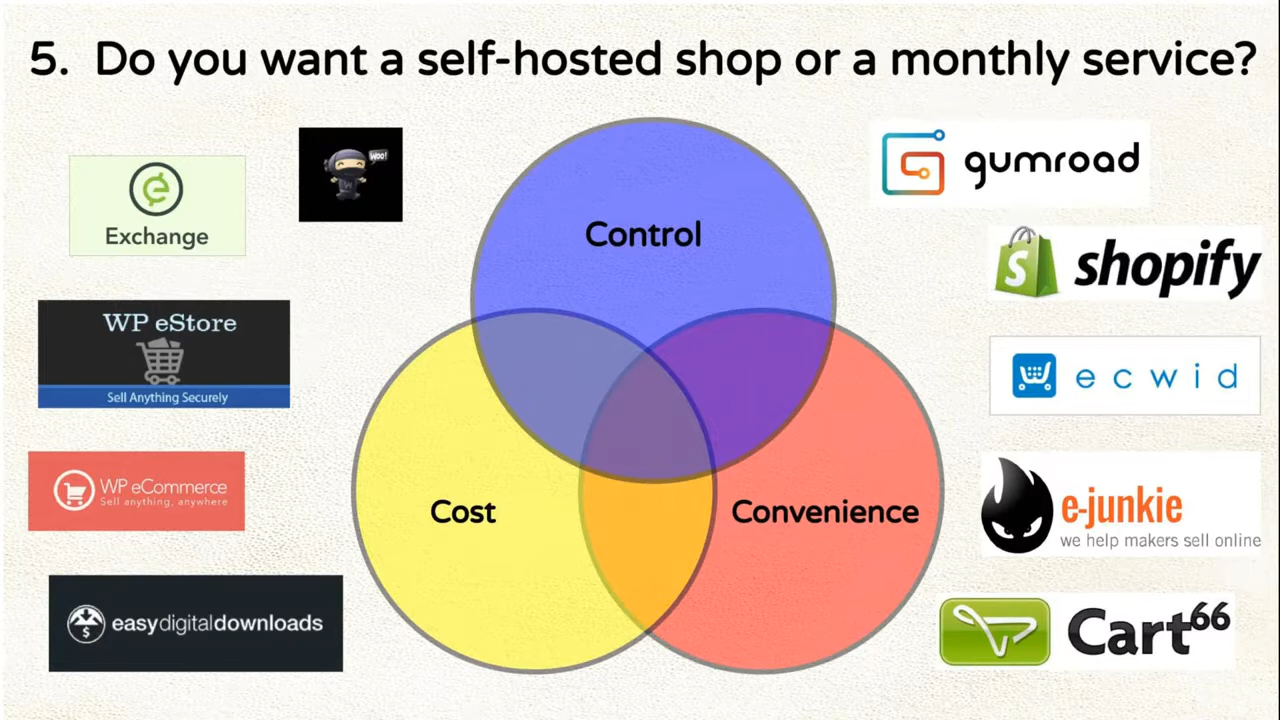 5. Do you want a self-hosted shop or a monthly service?
Exchange
WOO!
W
WP eStore
Sell Anything Securely
WP eCommerce
Sell anything, anywhere
easydigitaldownloads
Control
Cost
Convenience
gumroad
shopify
ecwid
e-junkie
we help makers sell online
Cart66